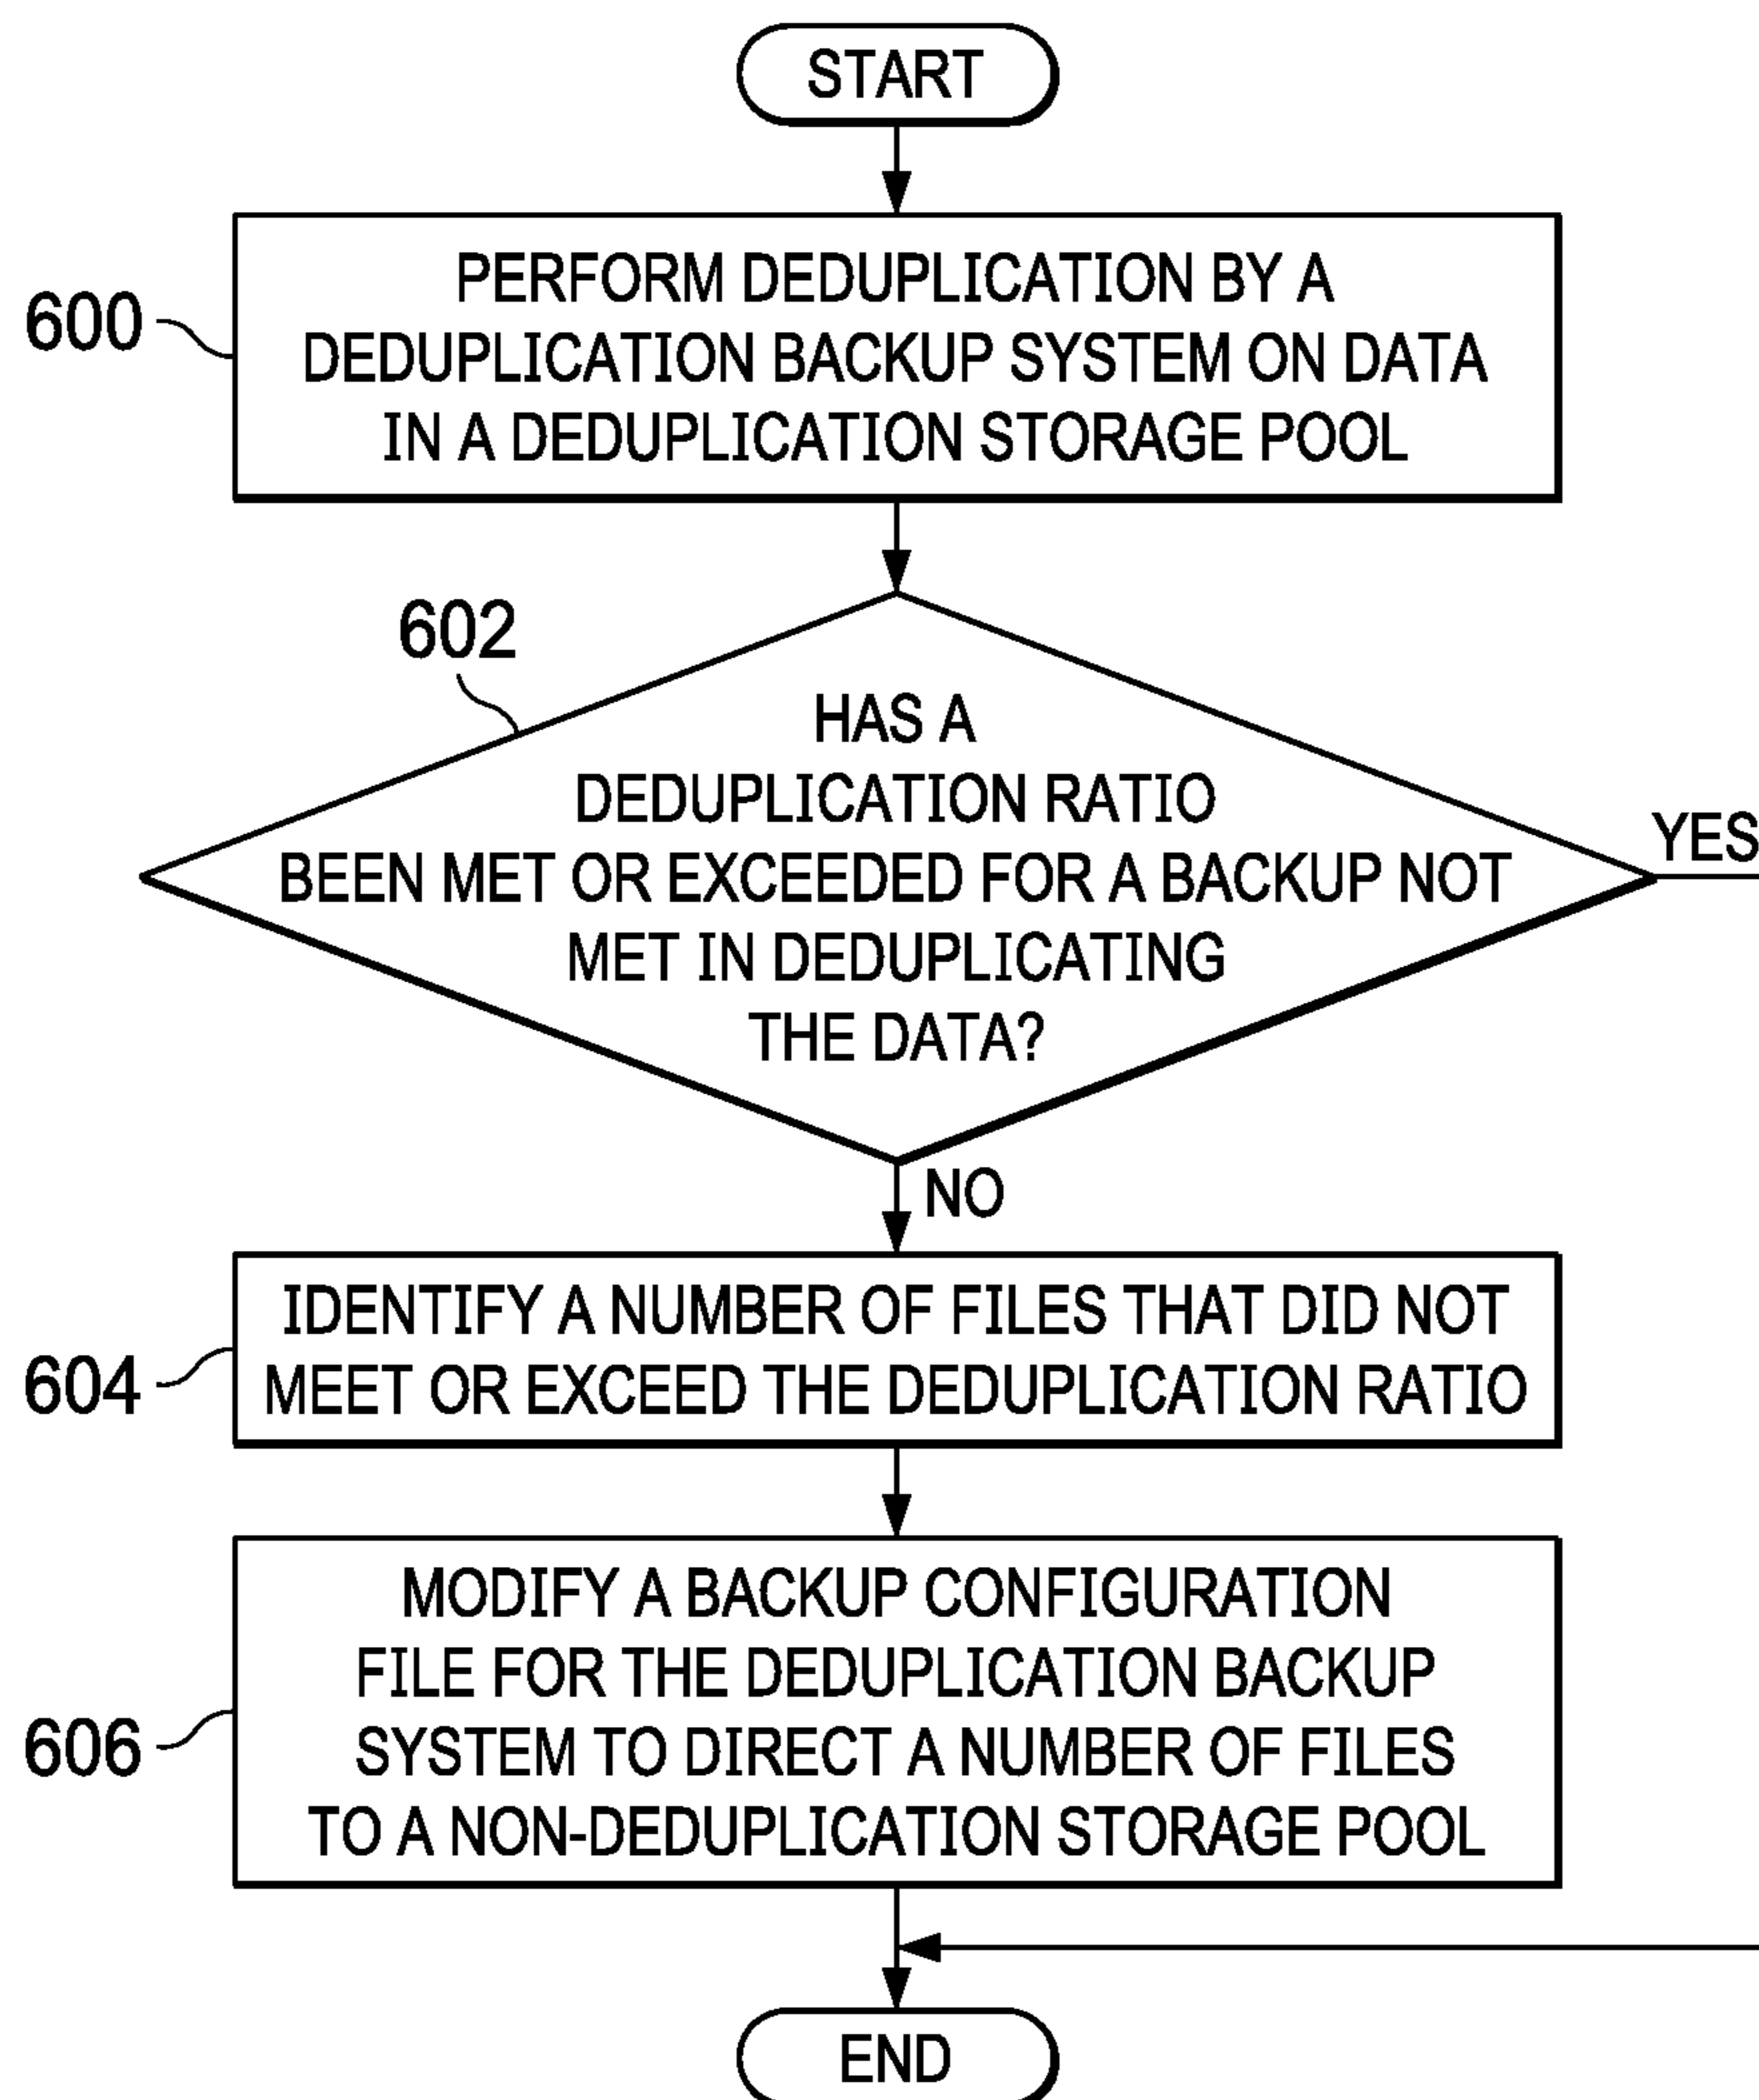 START
PERFORM DEDUPLICATION BY A
600
DEDUPLICATION BACKUP SYSTEM ON DATA
IN A DEDUPLICATION STORAGE POOL
602
HAS A
DEDUPLICATION RATIO
YES
BEEN MET OR EXCEEDED FOR A BACKUP NOT
MET IN DEDUPLICATING
THE DATA?
NO
IDENTIFY A NUMBER OF FILES THAT DID NOT
604
MEET OR EXCEED THE DEDUPLICATION RATIO
MODIFY A BACKUP CONFIGURATION
FILE FOR THE DEDUPLICATION BACKUP
606
SYSTEM TO DIRECT A NUMBER OF FILES
TO A NON-DEDUPLICATION STORAGE POOL
END